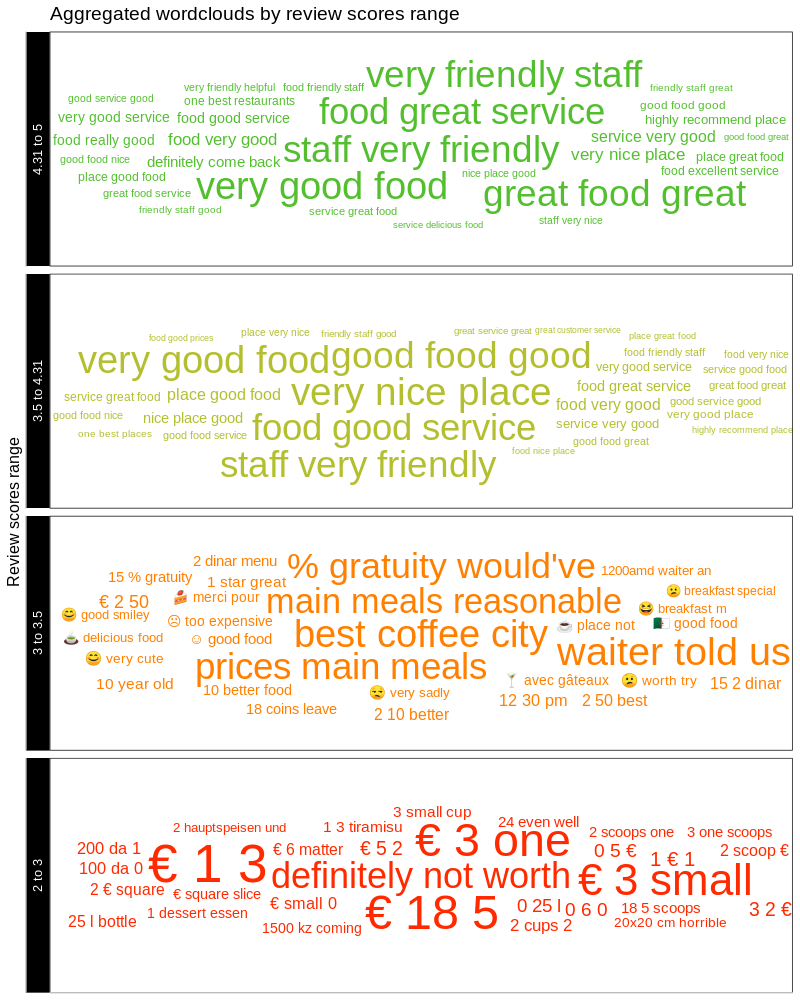 Aggregated wordclouds by review scores range
Review scores range
4.31 to 5
very friendly staff
very friendly helpful
food friendly staff
friendly staff great
good service good
one best restaurants
food great service
good food good
very good service
food good service
highly recommend place
food really good
food very good
service very good
good food great
staff very friendly
good food nice
definitely come back
very nice place
place great food
place good food
nice place good
food excellent service
very good food
great food service
great food great
friendly staff good
service great food
service delicious food
staff very nice
3.5 to 4.31
food good prices
place very nice
friendly staff good
great service great
great customer service
place great food
very good food
good food good
food friendly staff
food very nice
very good service
service good food
service great food
place good food
very nice place
food great service
good food great
good food nice
nice place good
food very good
good service good
very good place
one best places
good food service
food good service
service very good
highly recommend place
good food great
staff very friendly
food nice place
3 to 3.5
2 dinar menu
% gratuity would've
15 % gratuity
1 star great
1200amd waiter an
€ 2 50
🍰 merci pour
main meals reasonable
😕 breakfast special
😄 good smiley
☹ too expensive
😆 breakfast m
🍵 delicious food
☺ good food
best coffee city
☕ place not
🇩🇿 good food
😄 very cute
prices main meals
waiter told us
10 year old
10 better food
😒 very sadly
🍸 avec gâteaux
😕 worth try
15 2 dinar
18 coins leave
2 10 better
12 30 pm
2 50 best
2 to 3
3 small cup
2 hauptspeisen und
1 3 tiramisu
24 even well
2 scoops one
3 one scoops
200 da 1
€ 6 matter
€ 5 2
€ 3 one
0 5 €
1 € 1
2 scoop €
100 da 0
€ 1 3
definitely not worth
€ 3 small
2 € square
€ square slice
€ small 0
€ 18 5
0 25 l
0 6 0
18 5 scoops
3 2 €
25 l bottle
1 dessert essen
1500 kz coming
2 cups 2
20x20 cm horrible